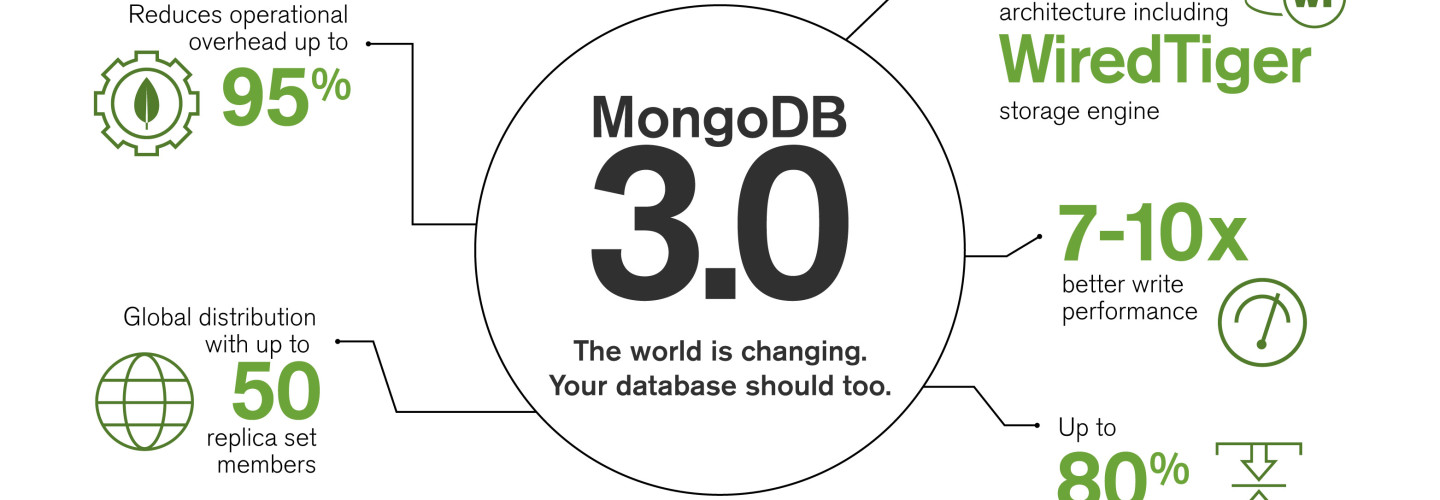 Reduces operational
overhead up to
95%
Global distribution
with up to
50
replica set
members
MongoDB
3.0
The world is changing.
Your database should too.
architecture including
WiredTiger
storage engine
7-10x
better write
performance
Up to
80%